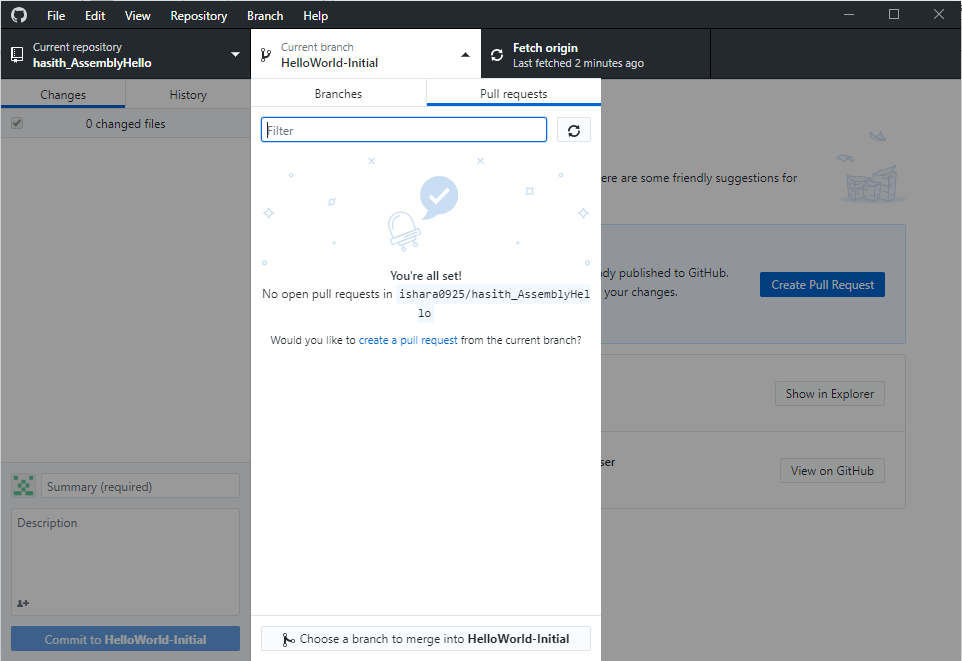 File Edit View Repository Branch Help
Current repository
hasith_AssemblyHello
Current branch
HelloWorld-Initial
Fetch origin
Last fetched 2 minutes ago
Changes
History
0 changed files
Branches
Pull requests
Filter
You're all set!
No open pull requests in ishara0925/hasith_AssemblyHel
lo
Would you like to create a pull request from the current branch?
ere are some friendly suggestions for
dy published to GitHub.
your changes.
Create Pull Request
Show in Explorer
ser
View on GitHub
Summary (required)
Description
Commit to HelloWorld-Initial
Choose a branch to merge into HelloWorld-Initial